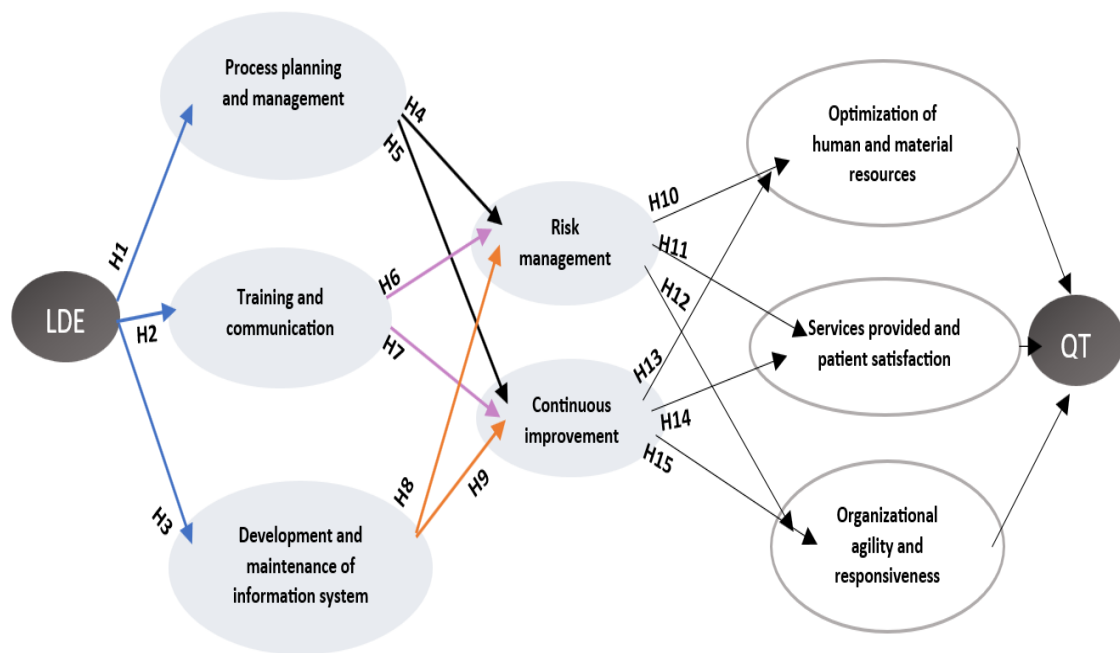 Process planning
and management
H4
H5
H1
LDE
H2
Training and
communication
H6
H7
H3
Development and
maintenance of
information system
H8
H9
Risk
management
H10
H11
H12
Continuous
improvement
H13
H14
H15
Optimization of
human and material
resources
Services provided and
patient satisfaction
Organizational
agility and
responsiveness
QT